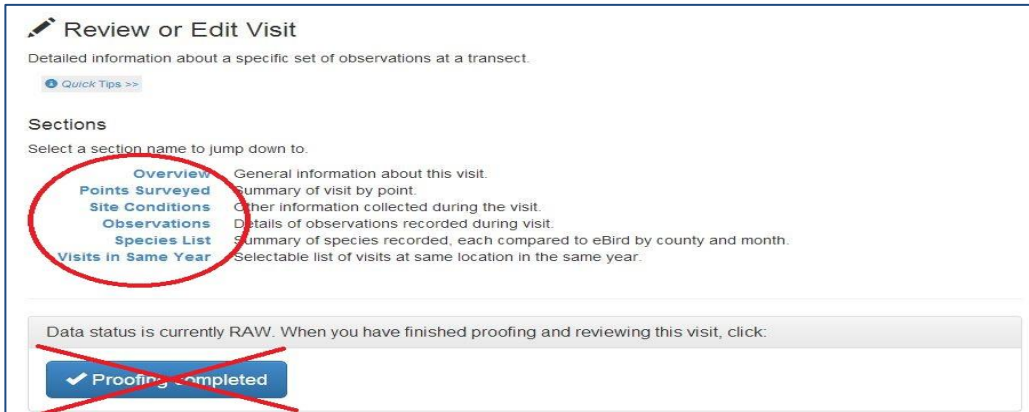 Review or Edit Visit
Detailed information about a specific set of observations at a transect.
Quick Tips >>
Sections
Select a section name to jump down to.
Overview General information about this visit.
Points Surveyed Summary of visit by point.
Site Conditions Other information collected during the visit.
Observations Details of observations recorded during visit.
Species List Summary of species recorded, each compared to eBird by county and month.
Visits in Same Year Selectable list of visits at same location in the same year.
Data status is currently RAW. When you have finished proofing and reviewing this visit, click:
Proofing completed